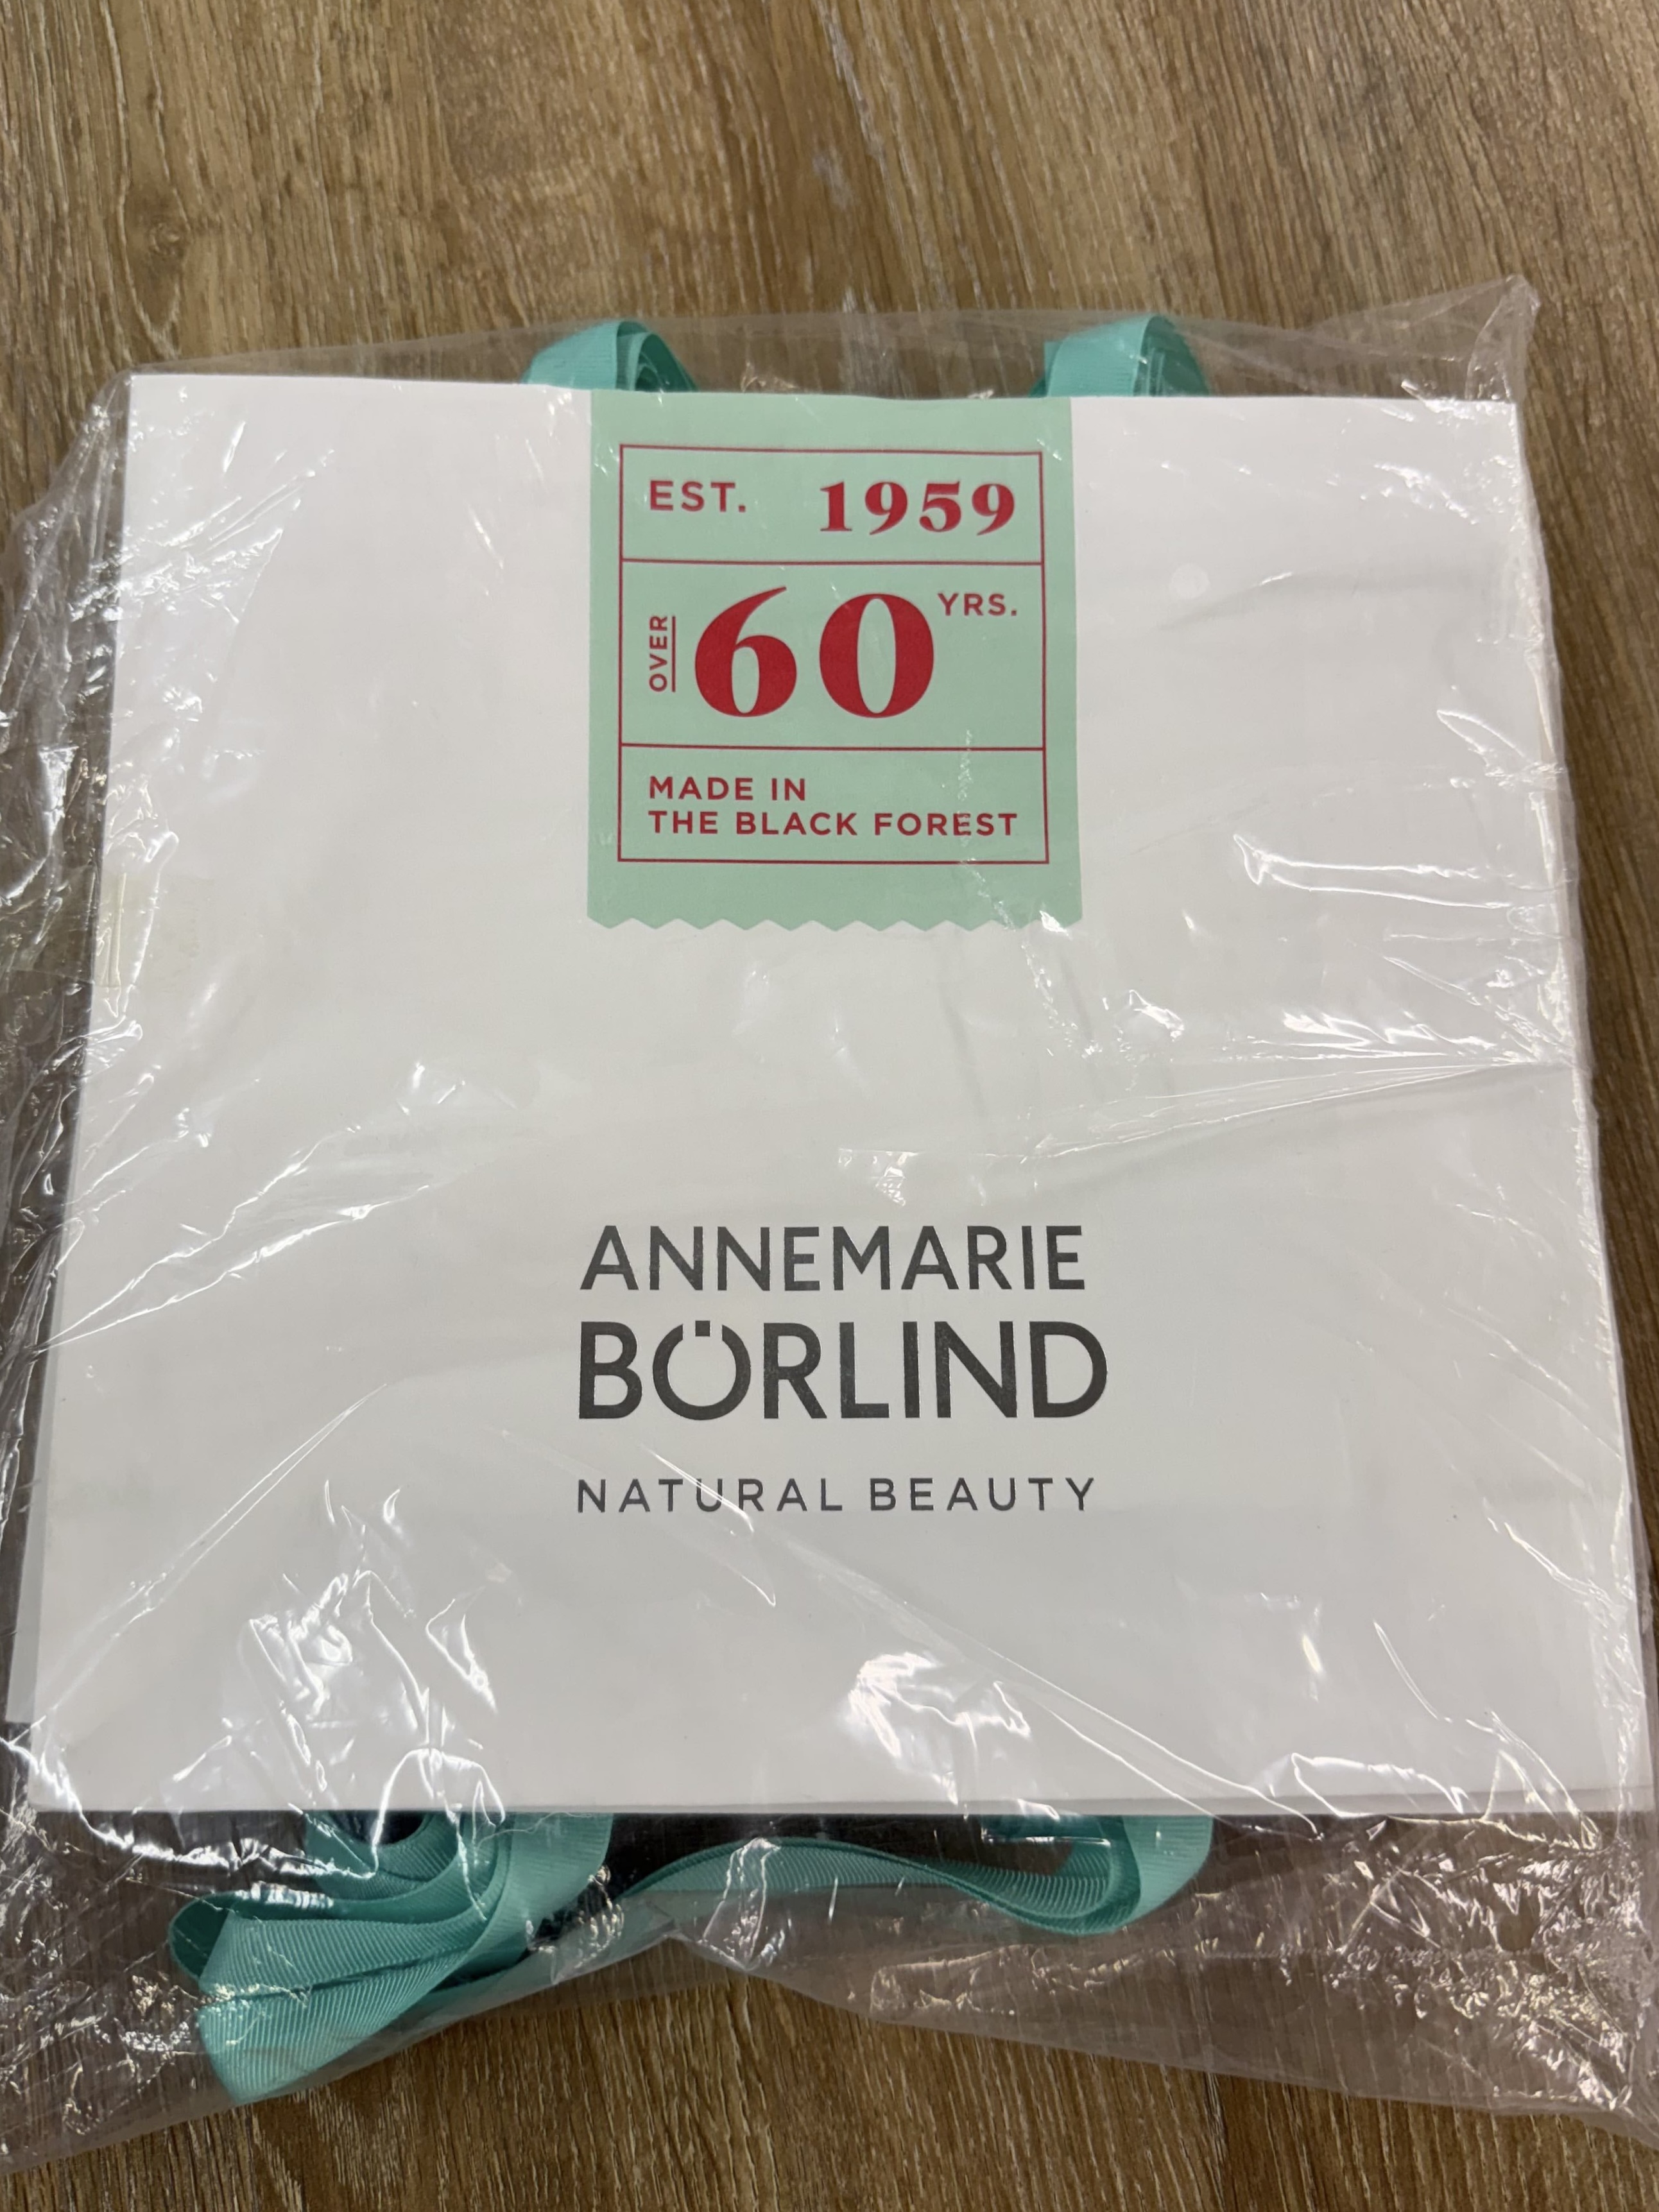 EST. 1959
OVER 60 YRS.
MADE IN
THE BLACK FOREST
ANNEMARIE
BÖRLIND
NATURAL BEAUTY